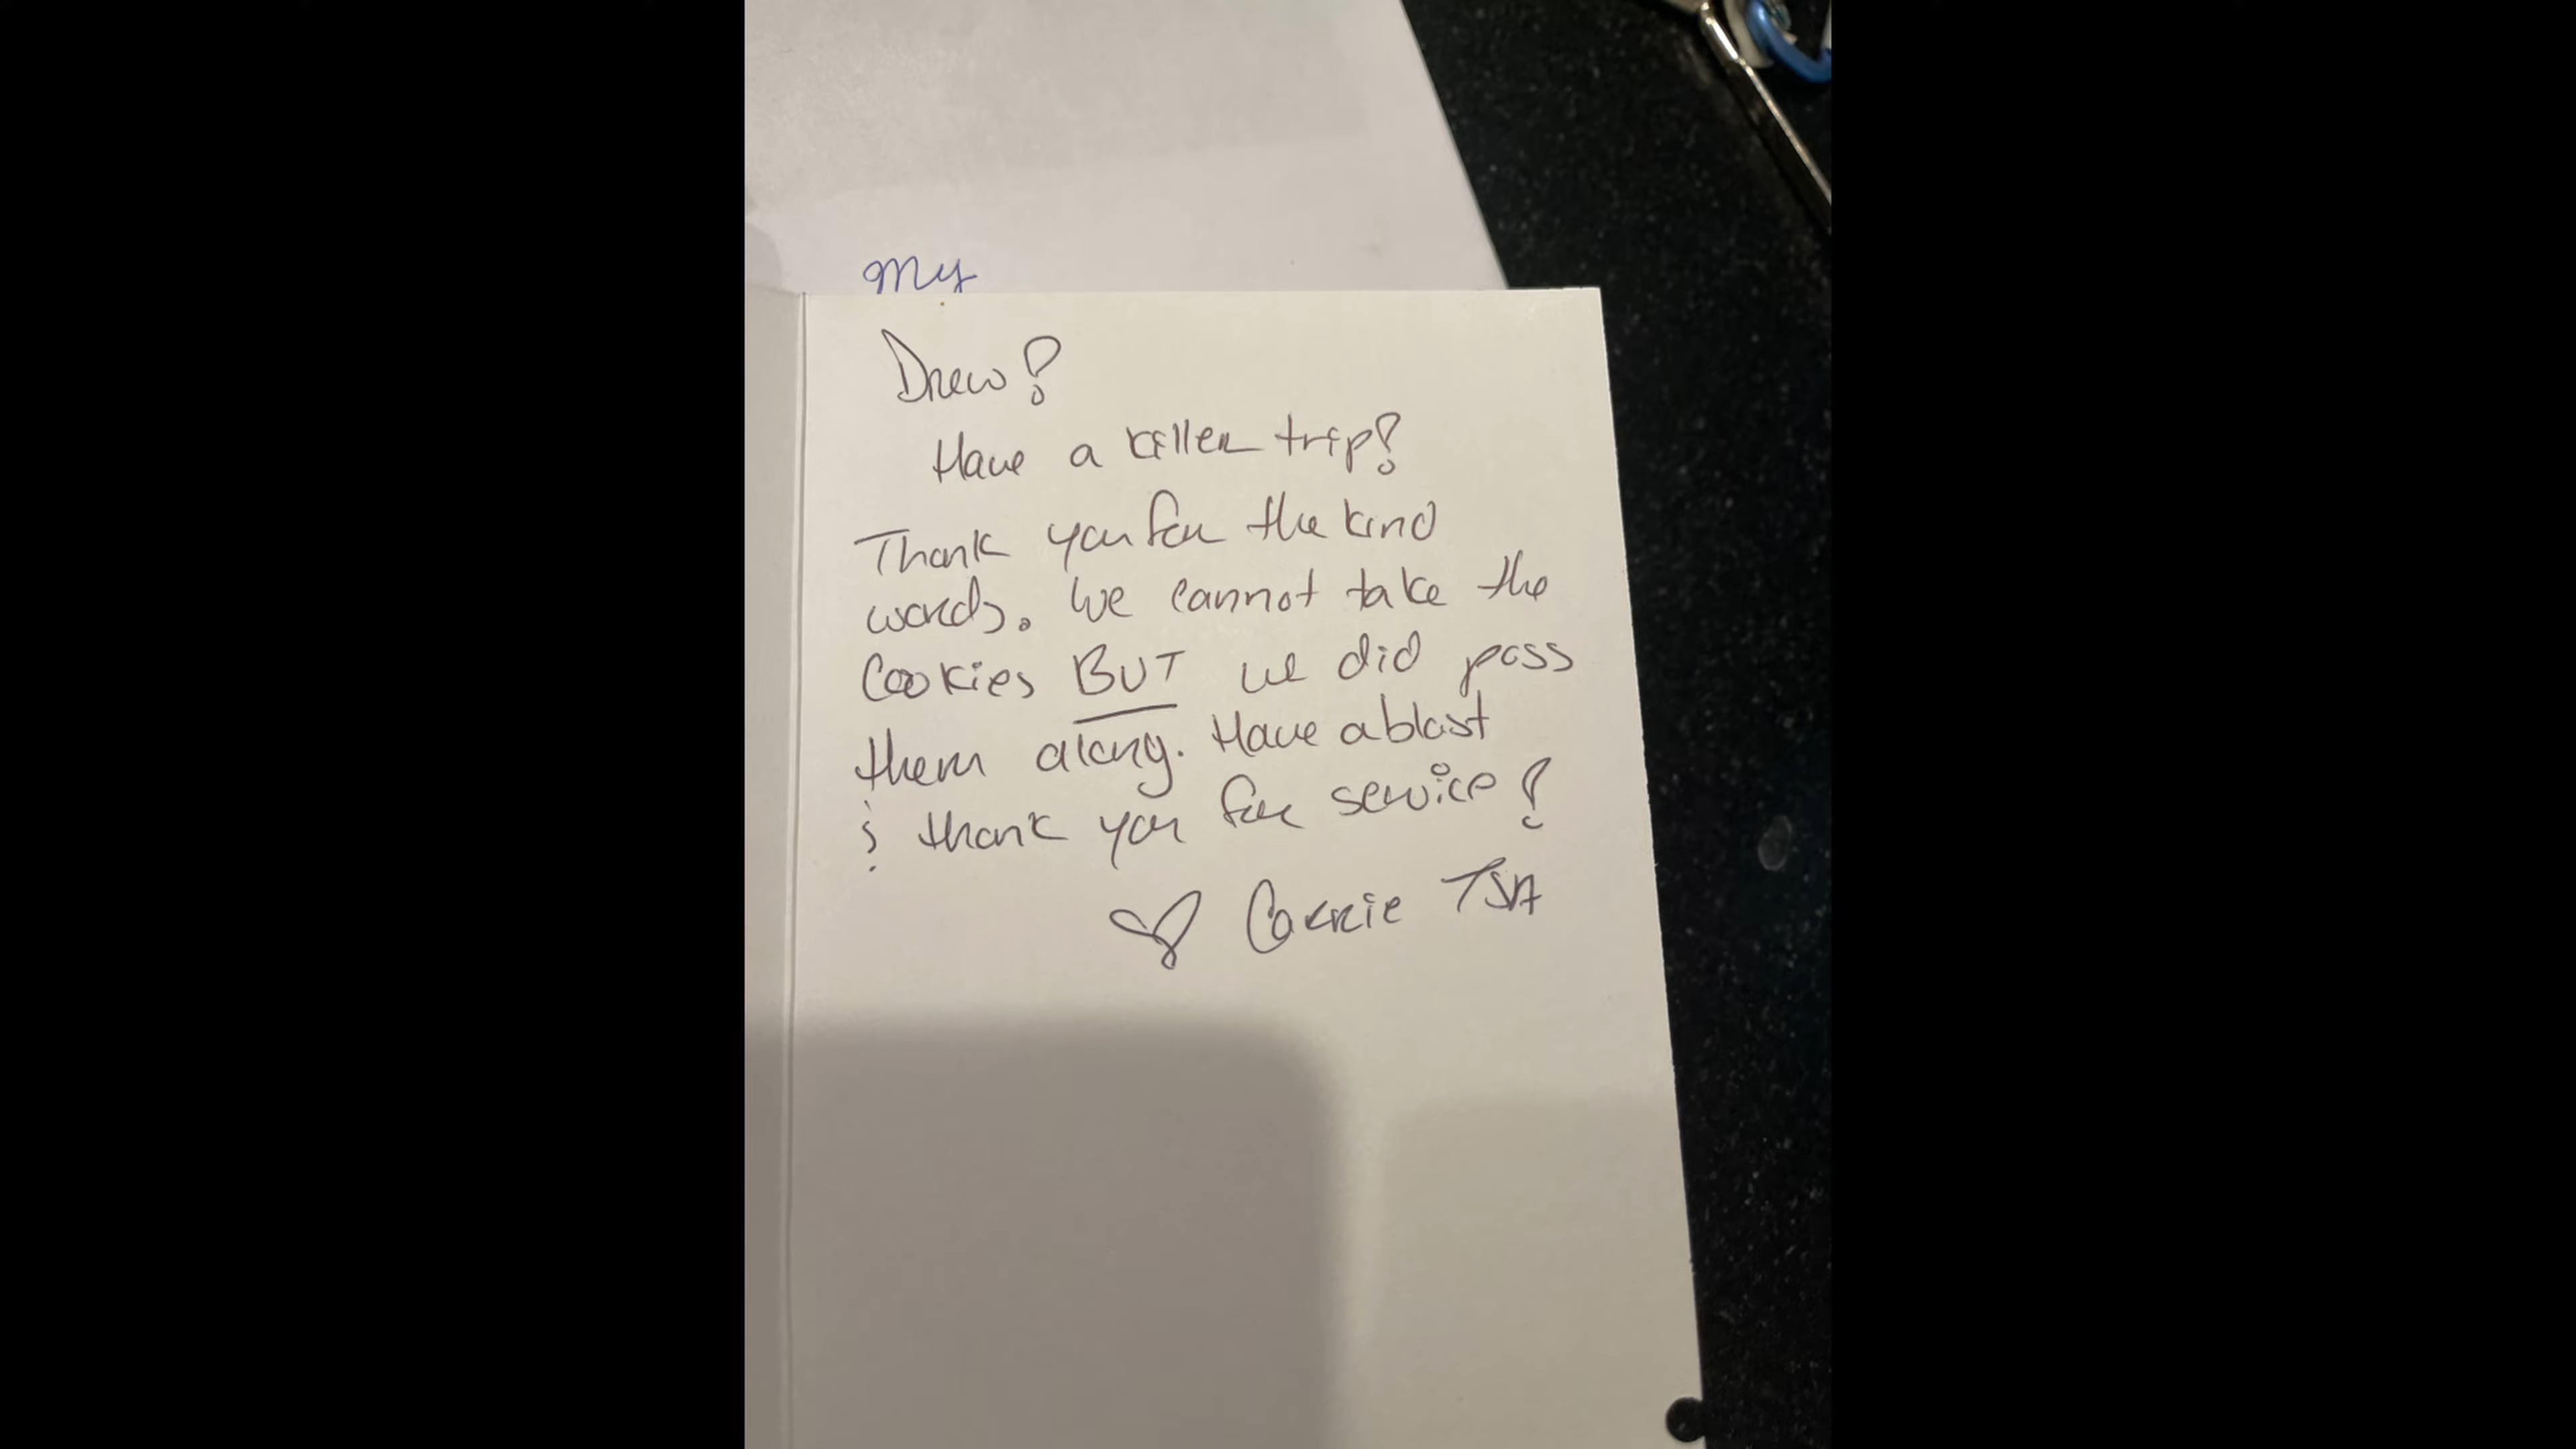 My
Drew!
Have a killer trip!
Thank you for the kind
words. We cannot take the
Cookies BUT we did pass
them along. Have a blast
& thank you for service!
♡ Carrie TSA